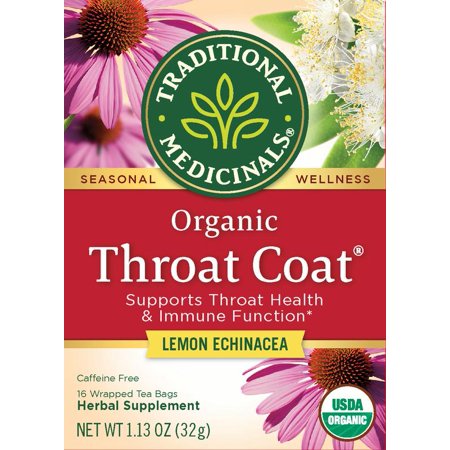 TRADITIONAL
MEDICINALS®
SEASONAL WELLNESS
Organic
Throat Coat®
Supports Throat Health
& Immune Function*
LEMON ECHINACEA
Caffeine Free
16 Wrapped Tea Bags
Herbal Supplement
NET WT 1.13 OZ (32g)
USDA
ORGANIC